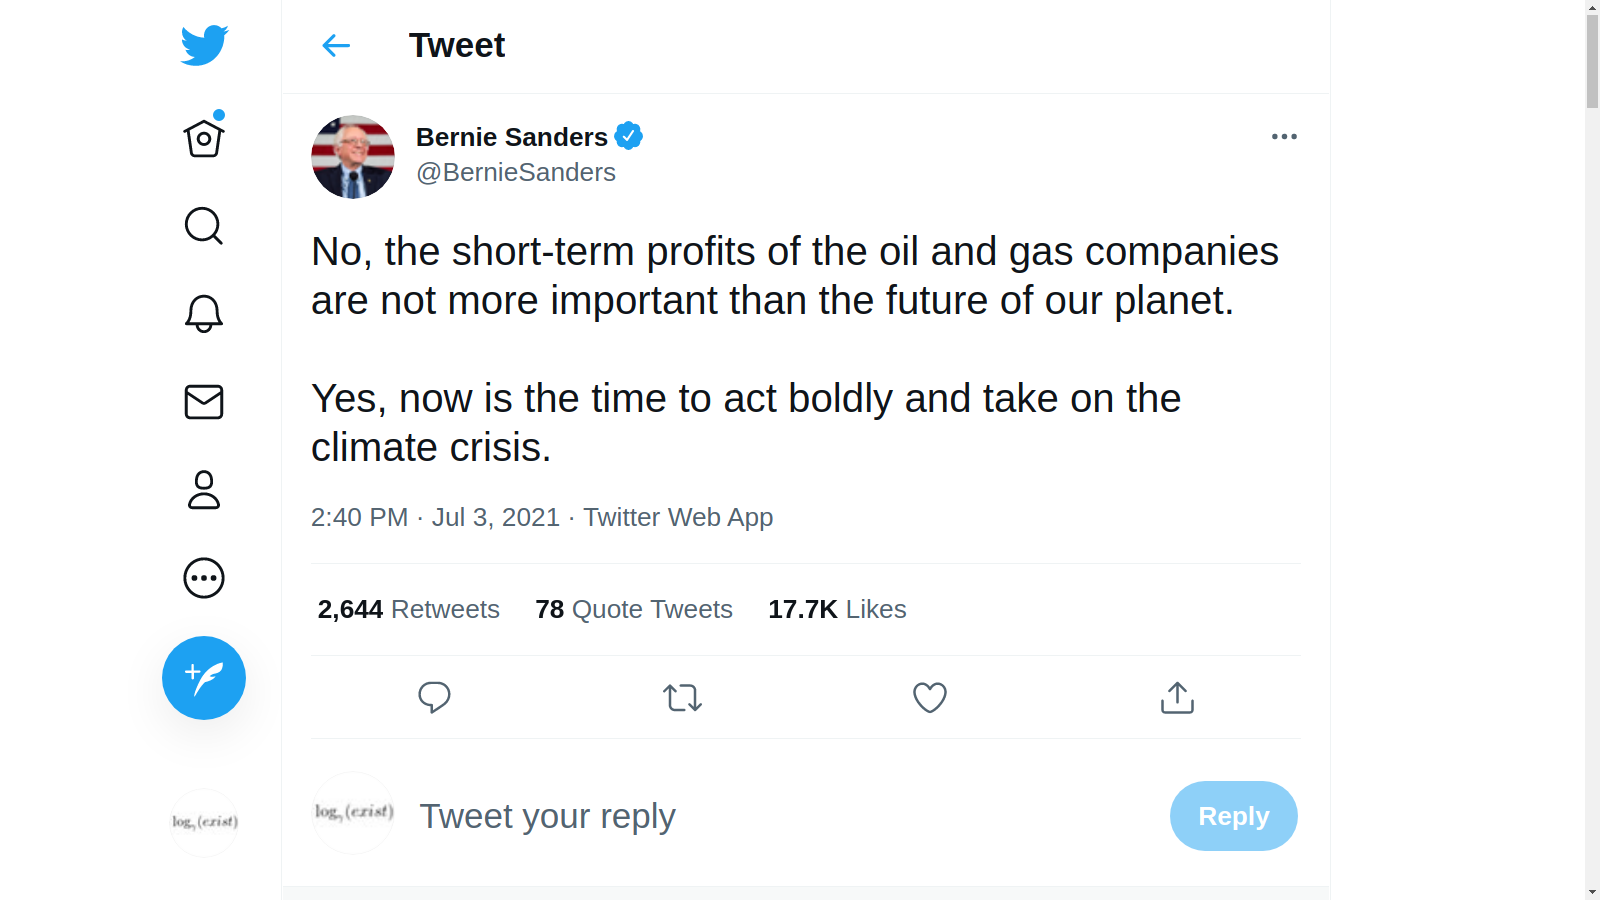 Tweet
Bernie Sanders
@BernieSanders
No, the short-term profits of the oil and gas companies
are not more important than the future of our planet.
Yes, now is the time to act boldly and take on the
climate crisis.
2:40 PM · Jul 3, 2021 · Twitter Web App
2,644 Retweets 78 Quote Tweets 17.7K Likes
log (exist)
Tweet your reply
Reply
log (exist)